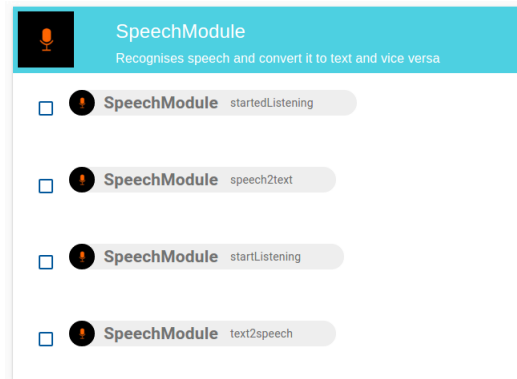 SpeechModule
Recognises speech and convert it to text and vice versa
SpeechModule startedListening
SpeechModule speech2text
SpeechModule startListening
SpeechModule text2speech